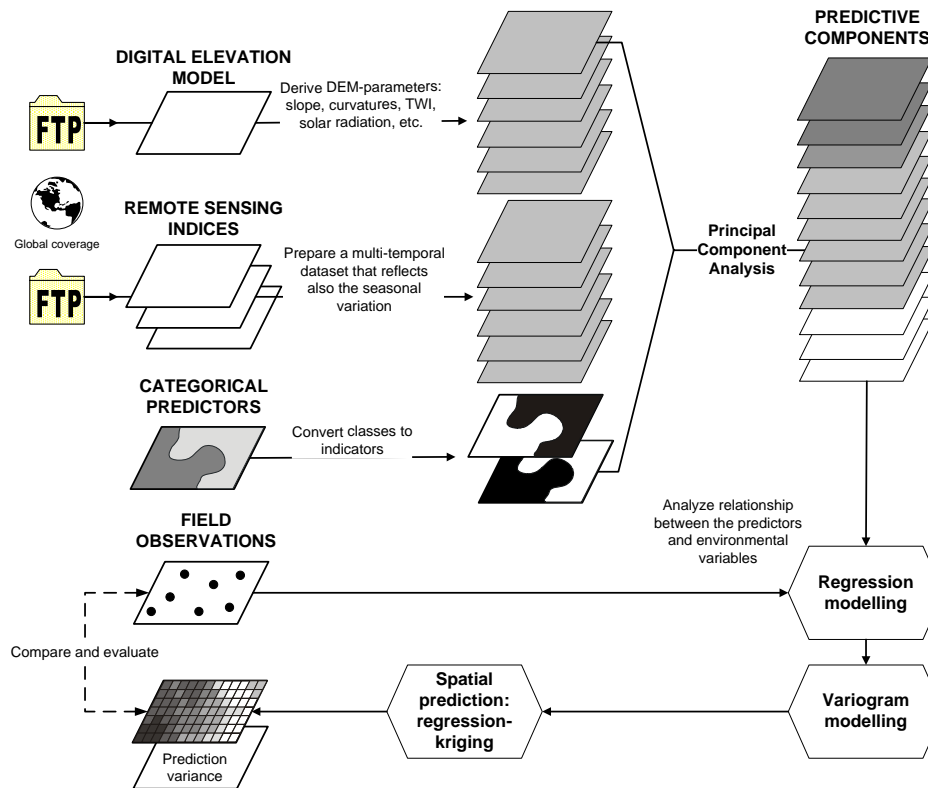 PREDICTIVE
COMPONENTS
DIGITAL ELEVATION
MODEL
Derive DEM-parameters:
slope, curvatures, TWI,
solar radiation, etc.
FTP
Global coverage
REMOTE SENSING
INDICES
Prepare a multi-temporal
dataset that reflects
also the seasonal
variation
FTP
Principal
Component
Analysis
CATEGORICAL
PREDICTORS
Convert classes to
indicators
FIELD
OBSERVATIONS
Analyze relationship
between the predictors
and environmental
variables
Regression
modelling
Compare and evaluate
Spatial
prediction:
regression-
kriging
Variogram
modelling
Prediction
variance